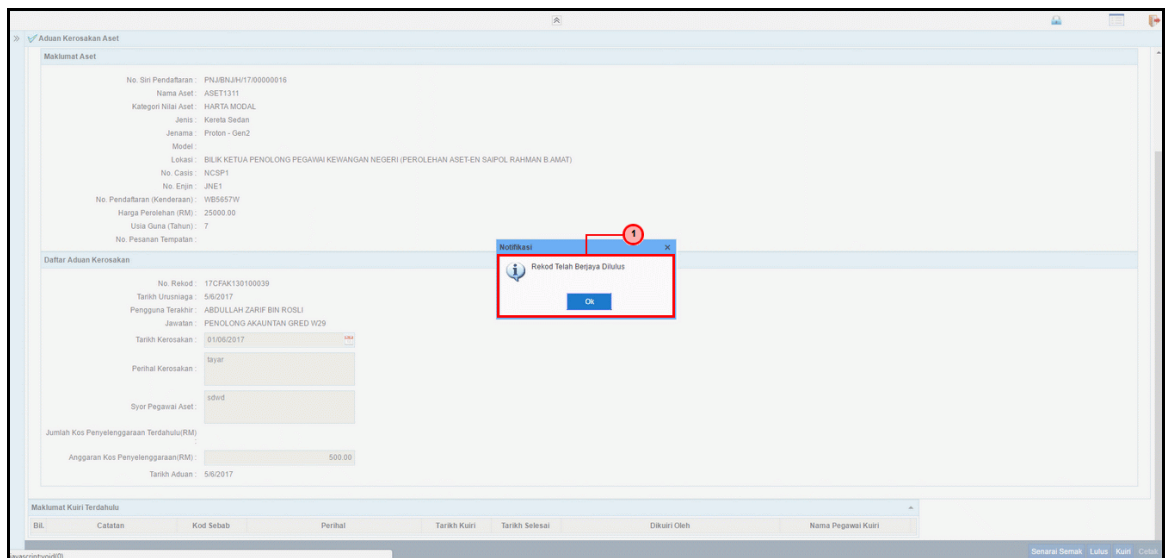 Aduan Kerosakan Aset
Maklumat Aset
No. Siri Pendaftaran : PNJ/BNJ/H/17/00000016
Nama Aset : ASET1311
Kategori Nilai Aset : HARTA MODAL
Jenis : Kereta Sedan
Jenama : Proton - Gen2
Model :
Lokasi : BILIK KETUA PENOLONG PEGAWAI KEWANGAN NEGERI (PEROLEHAN ASET-EN SAIPOL RAHMAN B.AMAT)
No. Casis : NCSP1
No. Enjin : JNE1
No. Pendaftaran (Kenderaan) : WB5657W
Harga Perolehan (RM) : 25000.00
Usia Guna (Tahun) : 7
No. Pesanan Tempatan :
1
Notifikasi ×
Rekod Telah Berjaya Dilulus
Ok
Daftar Aduan Kerosakan
No. Rekod : 17CFAK130100039
Tarikh Urusniaga : 5/6/2017
Pengguna Terakhir : ABDULLAH ZARIF BIN ROSLI
Jawatan : PENOLONG AKAUNTAN GRED W29
Tarikh Kerosakan : 01/06/2017
Perihal Kerosakan : tayar
Syor Pegawai Aset : sdwd
Jumlah Kos Penyelenggaraan Terdahulu(RM) :
Anggaran Kos Penyelenggaraan(RM) : 500.00
Tarikh Aduan : 5/6/2017
Maklumat Kuiri Terdahulu
Bil. Catatan Kod Sebab Perihal Tarikh Kuiri Tarikh Selesai Dikuiri Oleh Nama Pegawai Kuiri
Senarai Semak Lulus Kuiri Cetak